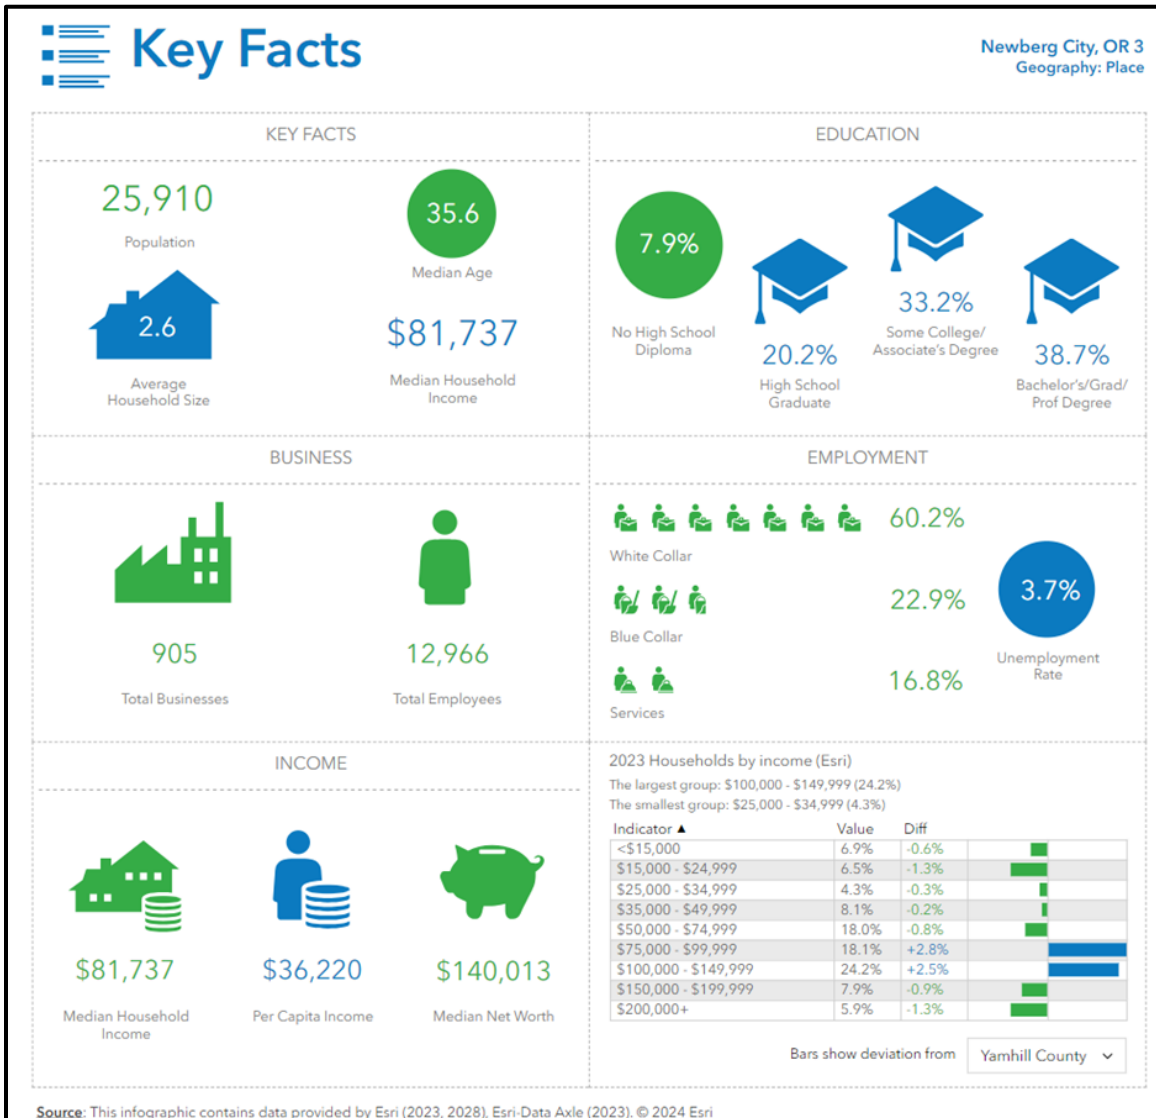 Key Facts
Newberg City, OR 3
Geography: Place
KEY FACTS
25,910
Population
35.6
Median Age
2.6
Average
Household Size
$81,737
Median Household
Income
EDUCATION
7.9%
No High School
Diploma
20.2%
High School
Graduate
33.2%
Some College/
Associate's Degree
38.7%
Bachelor's/Grad/
Prof Degree
BUSINESS
905
Total Businesses
12,966
Total Employees
EMPLOYMENT
60.2%
White Collar
22.9%
Blue Collar
16.8%
Services
3.7%
Unemployment
Rate
INCOME
$81,737
Median Household
Income
$36,220
Per Capita Income
$140,013
Median Net Worth
2023 Households by income (Esri)
The largest group: $100,000 - $149,999 (24.2%)
The smallest group: $25,000 - $34,999 (4.3%)
Indicator ▲ Value Diff
<$15,000 6.9% -0.6%
$15,000 - $24,999 6.5% -1.3%
$25,000 - $34,999 4.3% -0.3%
$35,000 - $49,999 8.1% -0.2%
$50,000 - $74,999 18.0% -0.8%
$75,000 - $99,999 18.1% +2.8%
$100,000 - $149,999 24.2% +2.5%
$150,000 - $199,999 7.9% -0.9%
$200,000+ 5.9% -1.3%
Bars show deviation from Yamhill County
Source: This infographic contains data provided by Esri (2023, 2028), Esri-Data Axle (2023), © 2024 Esri